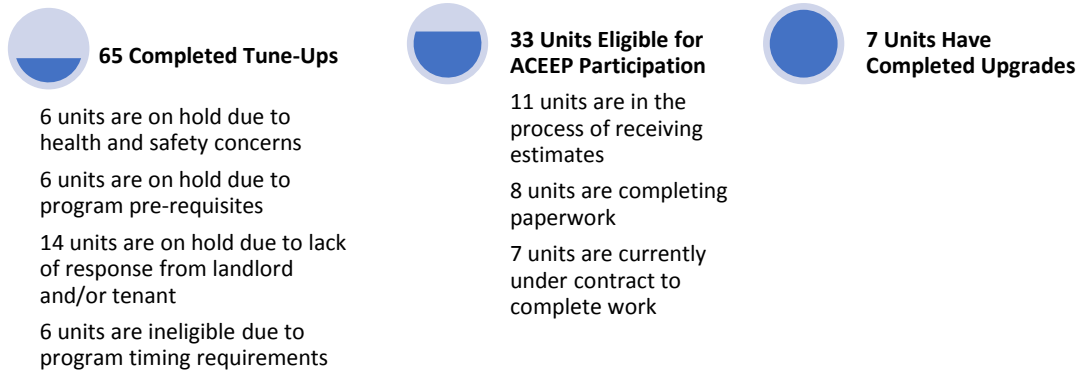 65 Completed Tune-Ups
6 units are on hold due to
health and safety concerns
6 units are on hold due to
program pre-requisites
14 units are on hold due to lack
of response from landlord
and/or tenant
6 units are ineligible due to
program timing requirements
33 Units Eligible for
ACEEP Participation
11 units are in the
process of receiving
estimates
8 units are completing
paperwork
7 units are currently
under contract to
complete work
7 Units Have
Completed Upgrades